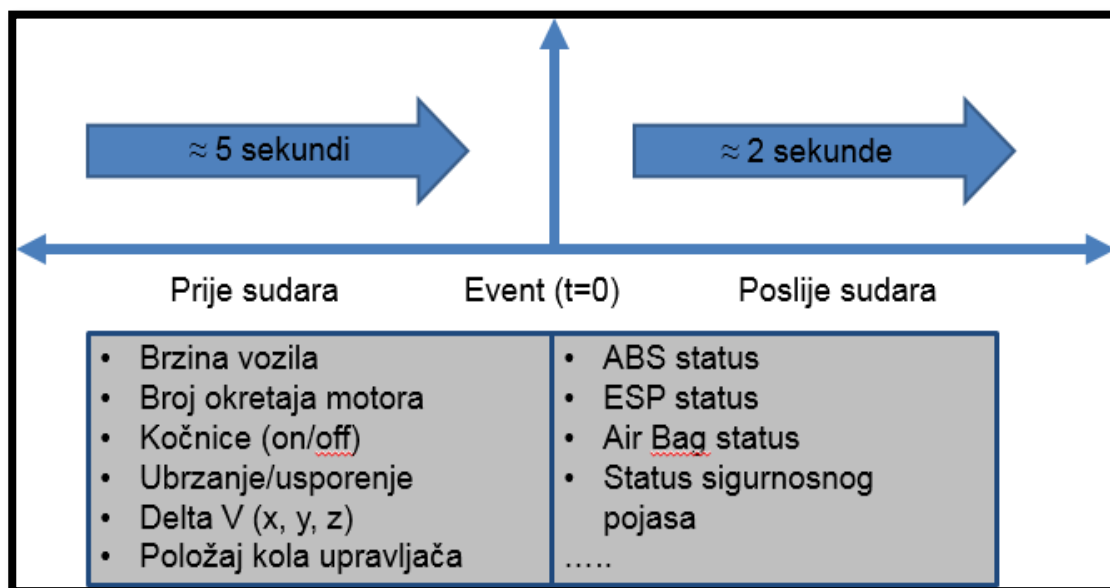 ≈ 5 sekundi
≈ 2 sekunde
Prije sudara
Event (t=0)
Poslije sudara
• Brzina vozila
• Broj okretaja motora
• Kočnice (on/off)
• Ubrzanje/usporenje
• Delta V (x, y, z)
• Položaj kola upravljača
• ABS status
• ESP status
• Air Bag status
• Status sigurnosnog
pojasa
…..